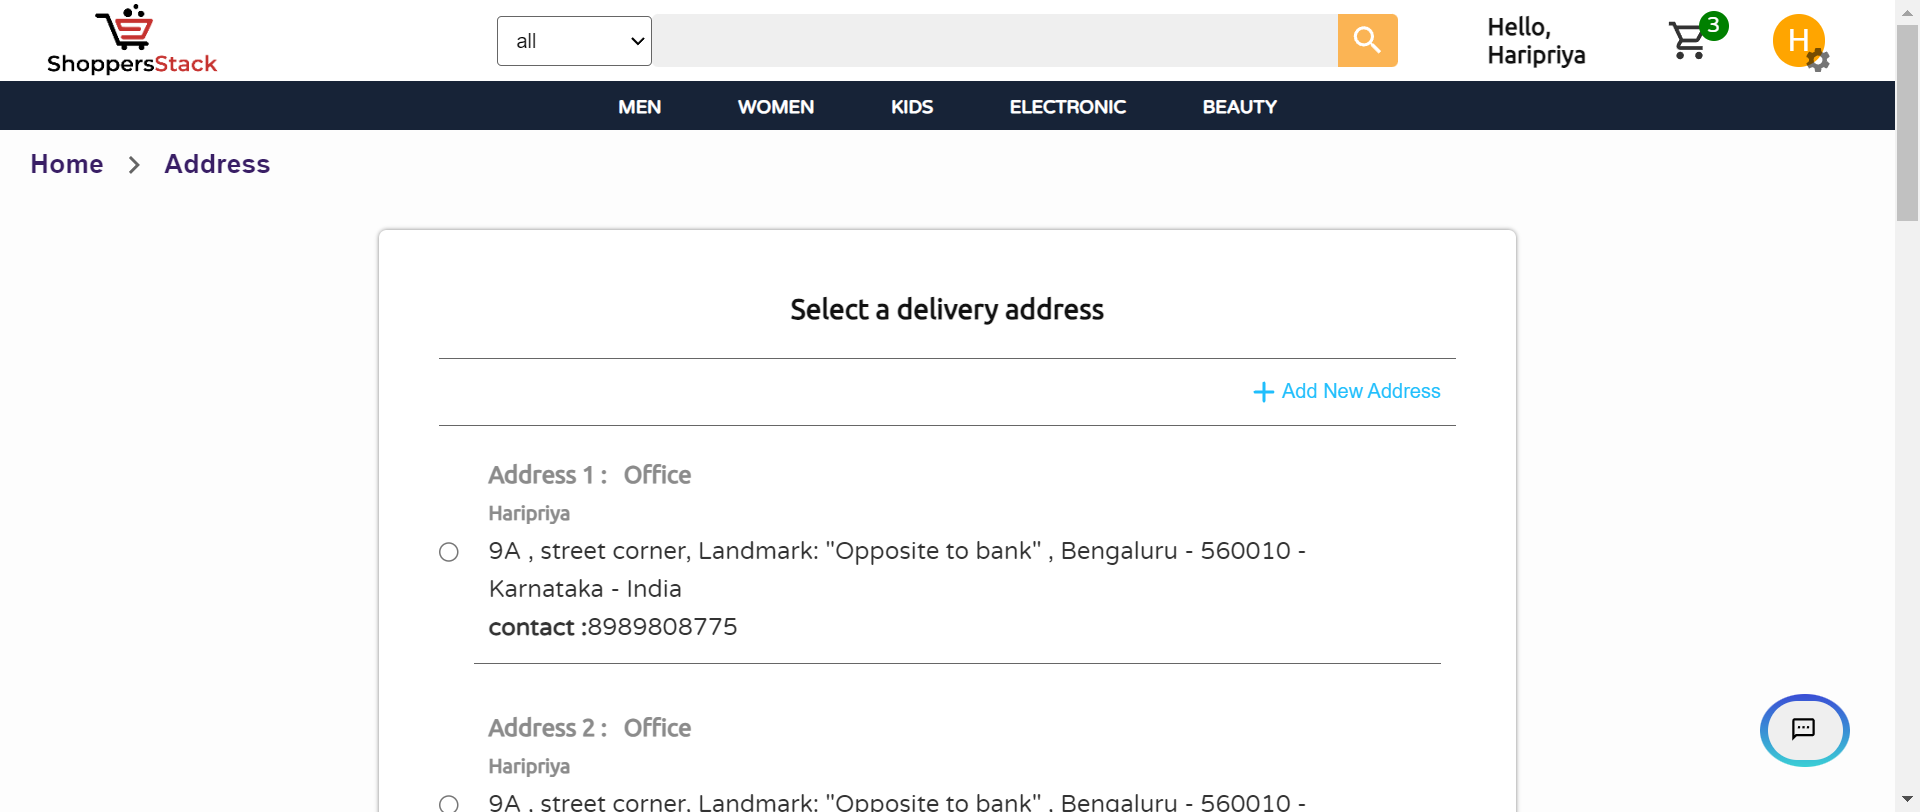 ShoppersStack
all
Hello,
Haripriya
3
H
MEN WOMEN KIDS ELECTRONIC BEAUTY
Home > Address
Select a delivery address
+ Add New Address
Address 1 : Office
Haripriya
9A , street corner, Landmark: "Opposite to bank" , Bengaluru - 560010 -
Karnataka - India
contact :8989808775
Address 2 : Office
Haripriya
9A , street corner, Landmark: "Opposite to bank" , Bengaluru - 560010 -